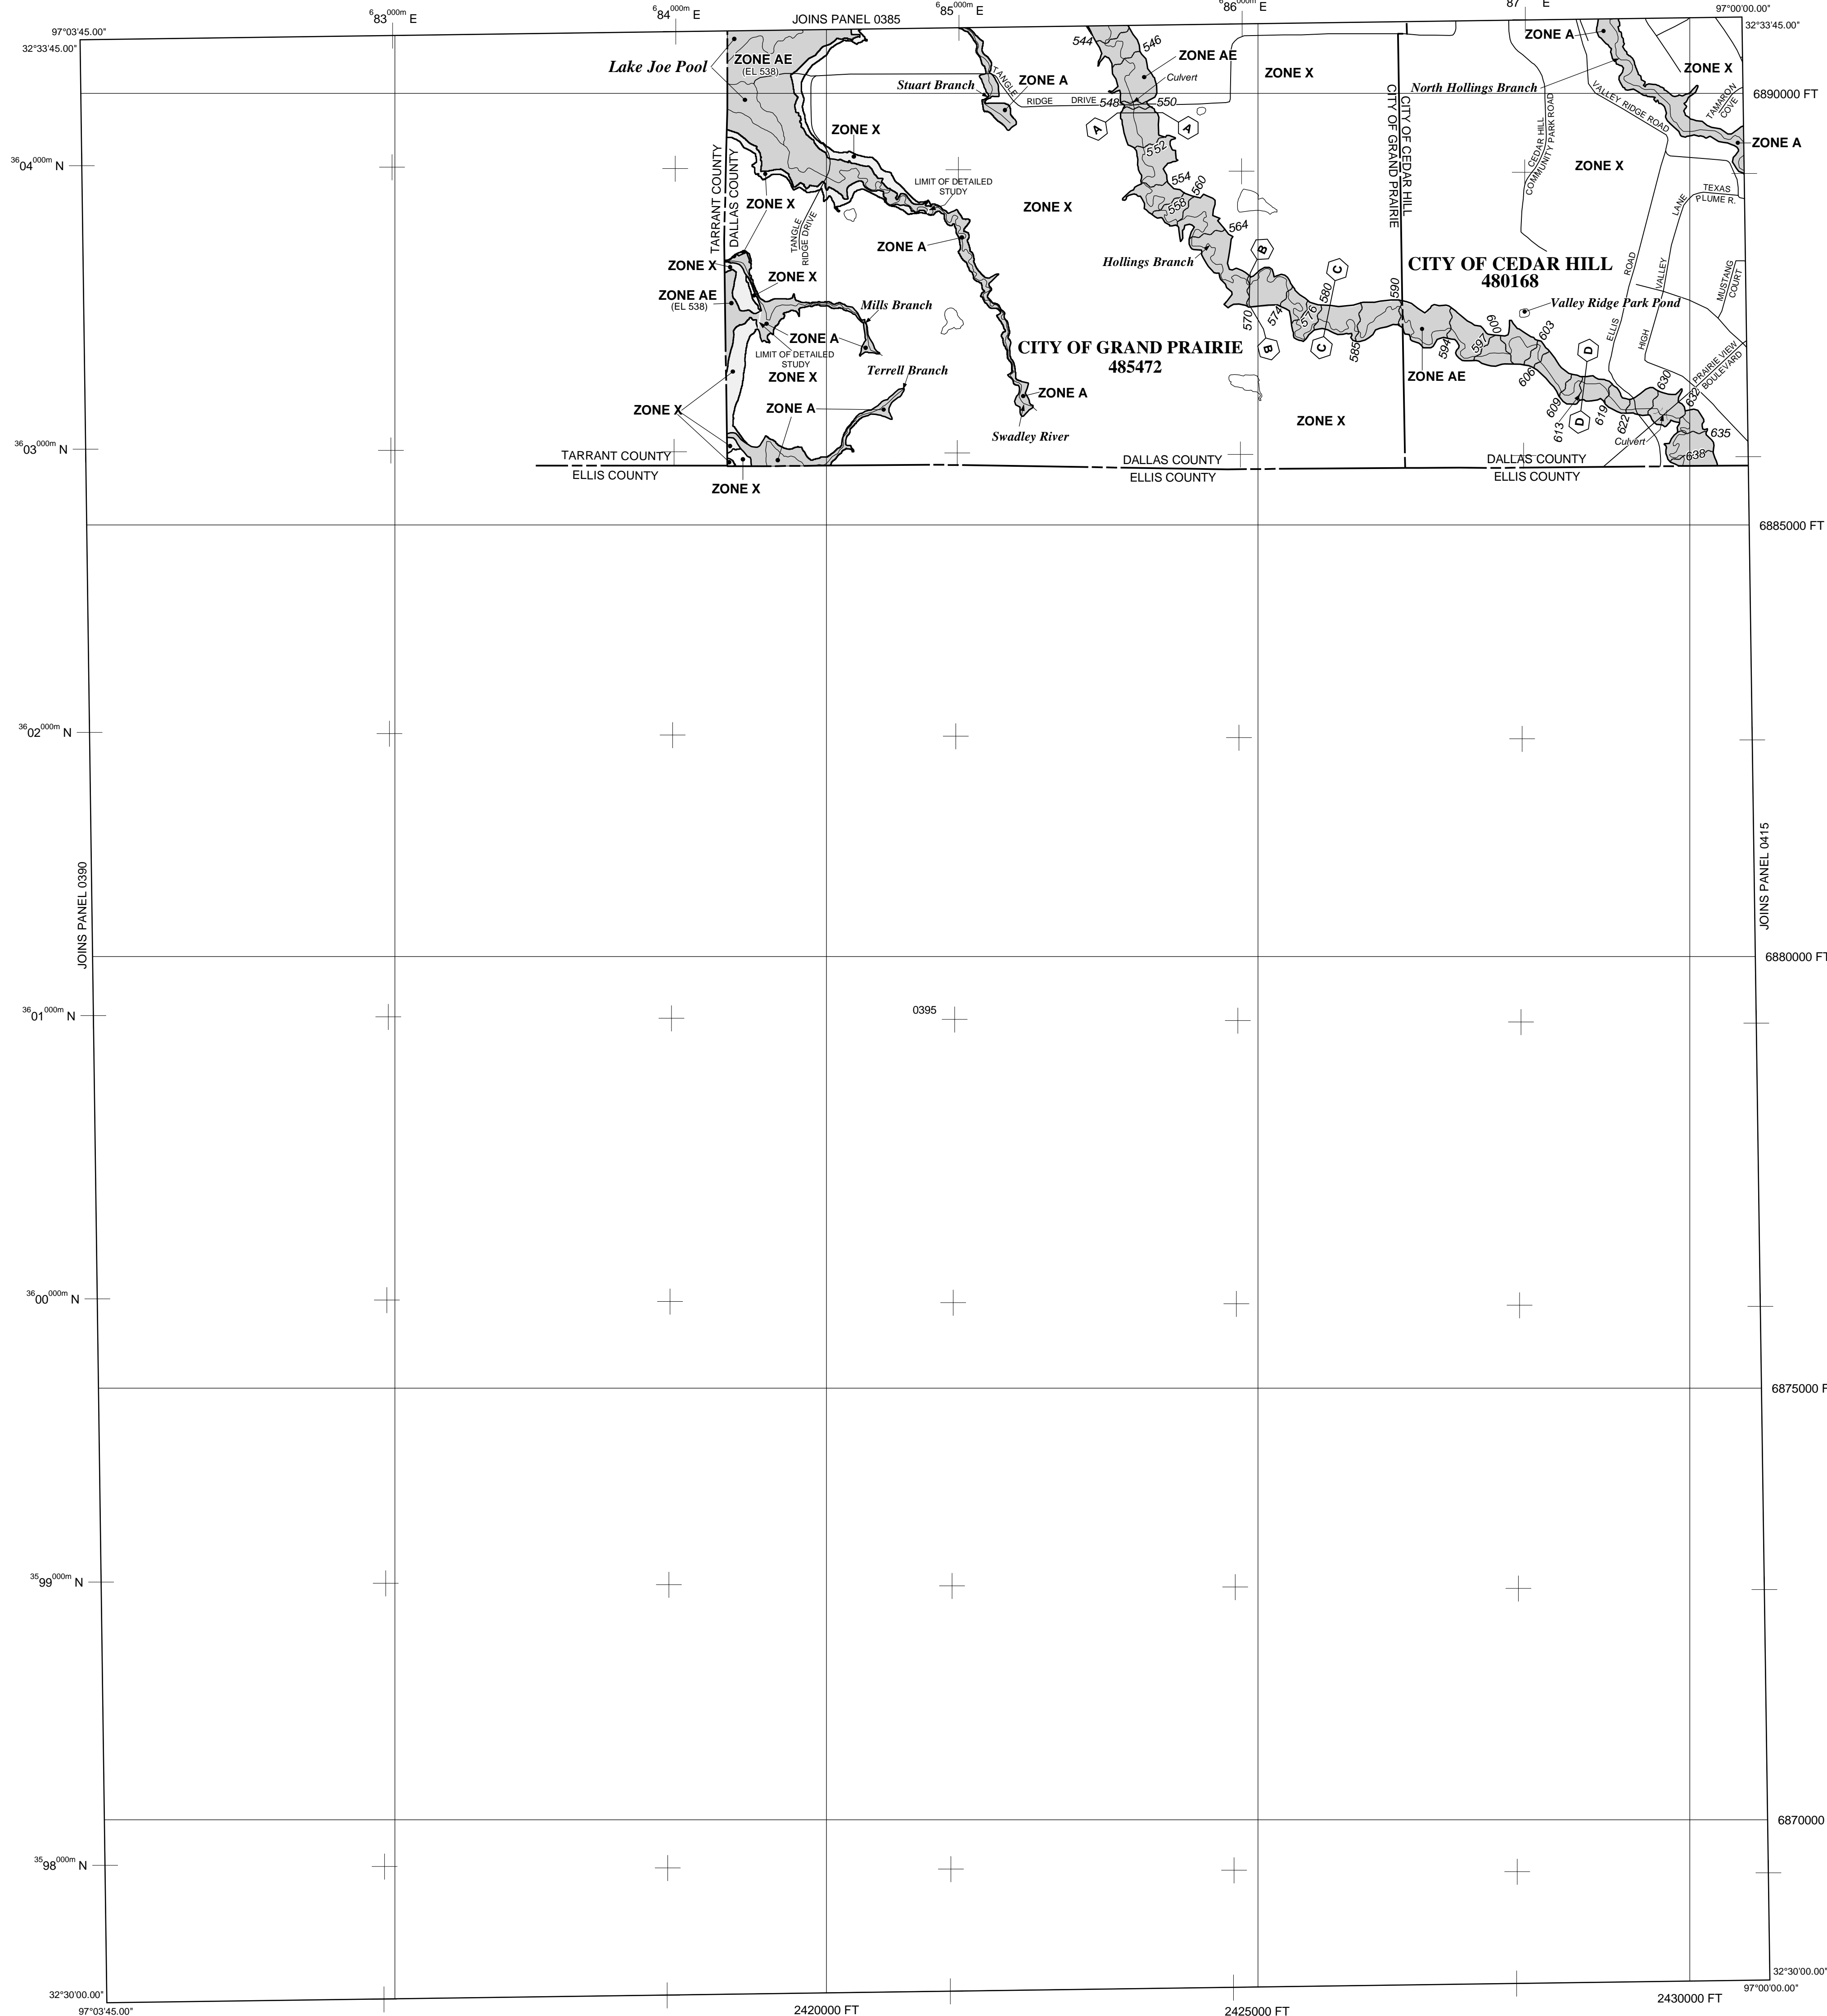 683000m E
684000m E
JOINS PANEL 0385
685000m E
686000m E
87 E
97°00'00.00"
97°03'45.00"
32°33'45.00"
32°33'45.00"
Lake Joe Pool
ZONE AE
(EL 538)
Stuart Branch
TANGLE
RIDGE DRIVE
ZONE A
544
546
ZONE AE
Culvert
548
550
A
A
ZONE X
ZONE A
North Hollings Branch
ZONE X
VALLEY RIDGE ROAD
TAMARON
COVE
6890000 FT
ZONE A
CEDAR HILL
COMMUNITY PARK ROAD
ZONE X
CITY OF CEDAR HILL
CITY OF GRAND PRAIRIE
3604000m N
TARRANT COUNTY
DALLAS COUNTY
ZONE X
ZONE X
TANGLE
RIDGE DRIVE
LIMIT OF DETAILED
STUDY
ZONE A
ZONE X
552
554
558
560
564
Hollings Branch
B
B
C
C
570
574
576
580
585
590
TEXAS
PLUME R.
LANE
VALLEY
HIGH
ELLIS
ROAD
MUSTANG
COURT
CITY OF CEDAR HILL
480168
Valley Ridge Park Pond
ZONE X
ZONE X
ZONE AE
(EL 538)
Mills Branch
ZONE A
LIMIT OF DETAILED
STUDY
ZONE X
Terrell Branch
ZONE X
ZONE A
CITY OF GRAND PRAIRIE
485472
ZONE A
Swadley River
ZONE X
ZONE AE
594
597
600
603
606
609
613
D
D
619
622
Culvert
630
632
635
638
PRAIRIE VIEW
BOULEVARD
3603000m N
TARRANT COUNTY
ELLIS COUNTY
ZONE X
DALLAS COUNTY
ELLIS COUNTY
DALLAS COUNTY
ELLIS COUNTY
6885000 FT
3602000m N
JOINS PANEL 0390
JOINS PANEL 0415
6880000 FT
3601000m N
0395
3600000m N
6875000 F
3599000m N
6870000
3598000m N
32°30'00.00"
97°03'45.00"
2420000 FT
2425000 FT
2430000 FT
97°00'00.00"
32°30'00.00"